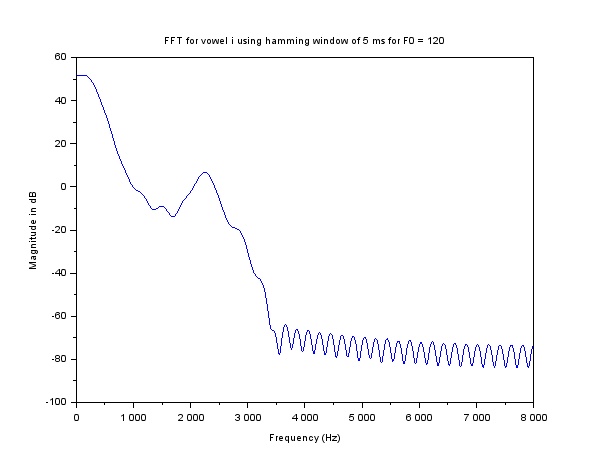 FFT for vowel i using hamming window of 5 ms for F0 = 120
60
40
20
0
-20
-40
-60
-80
-100
Magnitude in dB
0 1 000 2 000 3 000 4 000 5 000 6 000 7 000 8 000
Frequency (Hz)